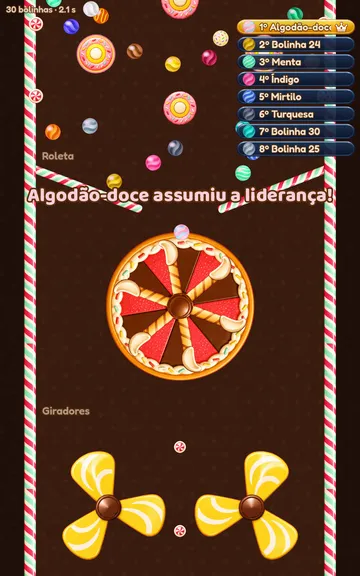 30 bolinhas · 2.1 s
1º Algodão-doce
2º Bolinha 24
3º Menta
4º Índigo
5º Mirtilo
6º Turquesa
7º Bolinha 30
8º Bolinha 25
Roleta
Algodão-doce assumiu a liderança!
Giradores